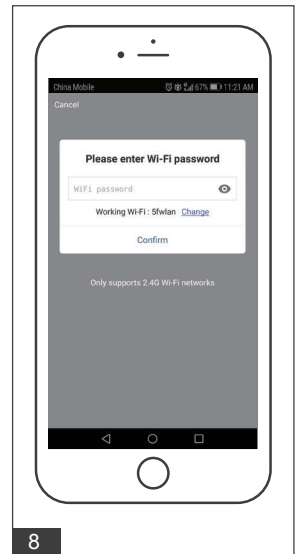 China Mobile 67% 11:21 AM
Cancel
Please enter Wi-Fi password
WiFi password
Working Wi-Fi : 5fwlan Change
Confirm
Only supports 2.4G Wi-Fi networks
8